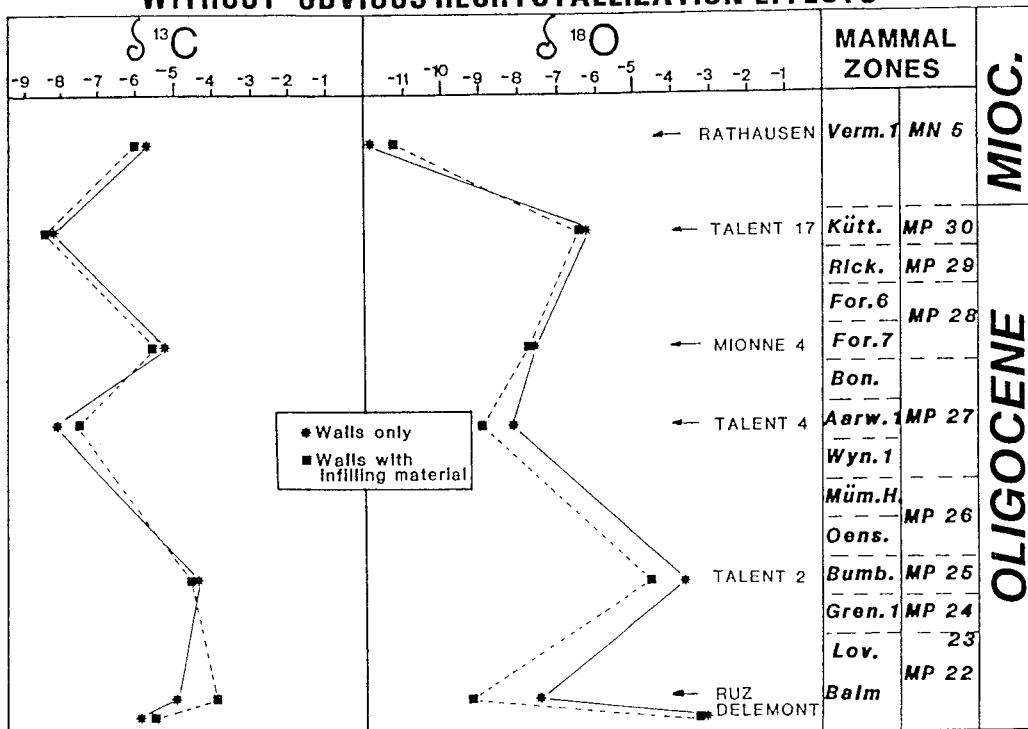 WITHOUT OBVIOUS RECRYSTALLIZATION EFFECTS
δ 13C δ 18O MAMMAL ZONES MIOC.
-9 -8 -7 -6 -5 -4 -3 -2 -1 -11 -10 -9 -8 -7 -6 -5 -4 -3 -2 -1
← RATHAUSEN Verm.1 MN 5
← TALENT 17 Kütt. MP 30
Rick. MP 29
For.6 MP 28
← MIONNE 4 For.7
Bon.
← TALENT 4 Aarw.1 MP 27
Wyn.1
Müm.H. MP 26
Oens.
← TALENT 2 Bumb. MP 25
Gren.1 MP 24
Lov. 23
MP 22
← RUZ Balm
DELEMONT
OLIGOCENE
* Walls only
■ Walls with
infilling material